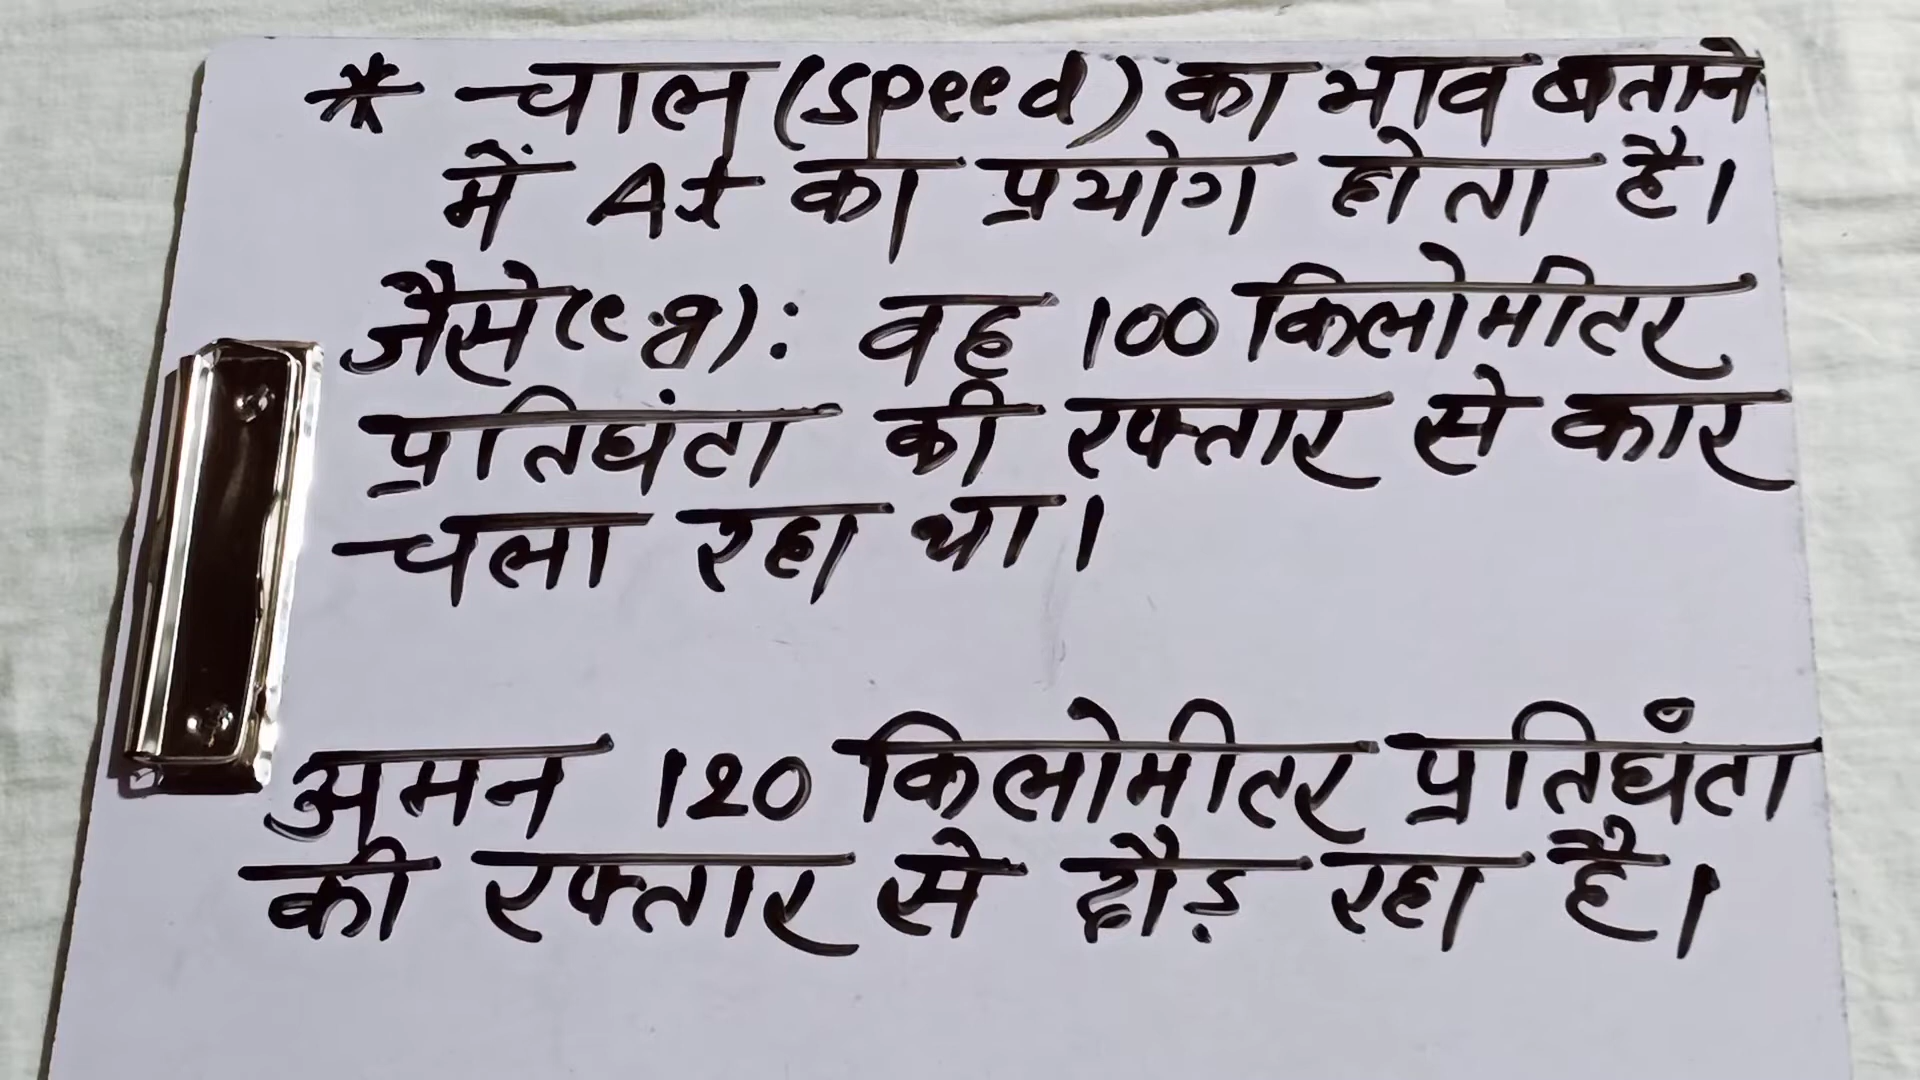 * चाल (speed) का भाव बताने
में At का प्रयोग होता है।
जैसे (e.g): वह 100 किलोमीटर
प्रतिघंटा की रफ्तार से कार
चला रहा था।
अमन 120 किलोमीटर प्रतिघंटा
की रफ्तार से दौड़ रहा है।